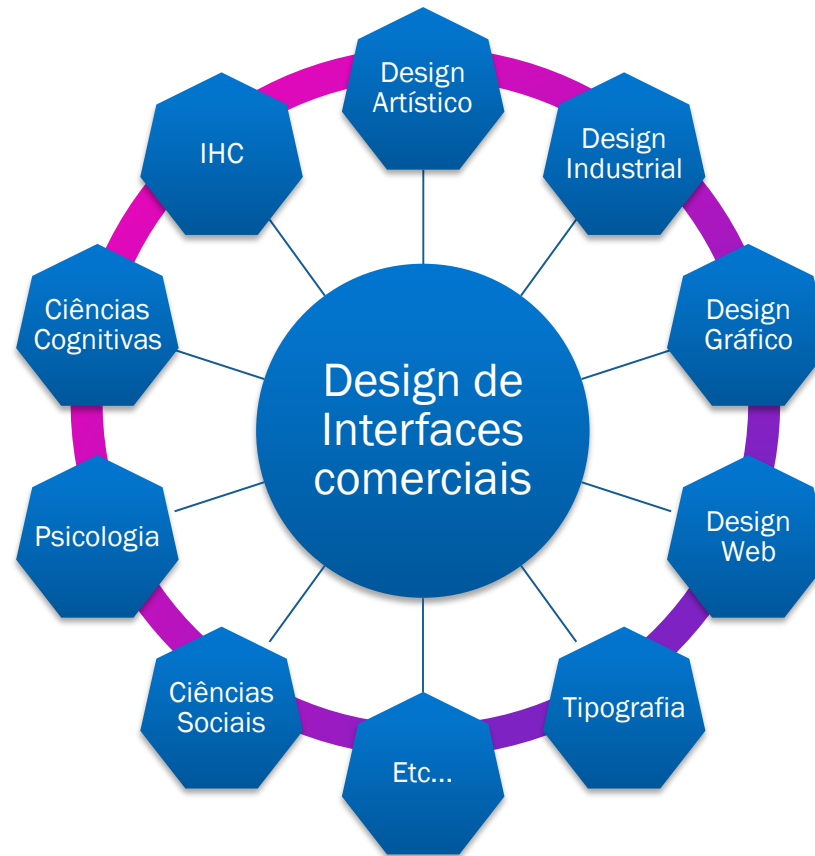 Design
Artístico
Design
Industrial
Design
Gráfico
Design
Web
Tipografia
Etc...
Ciências
Sociais
Psicologia
Ciências
Cognitivas
IHC
Design de
Interfaces
comerciais